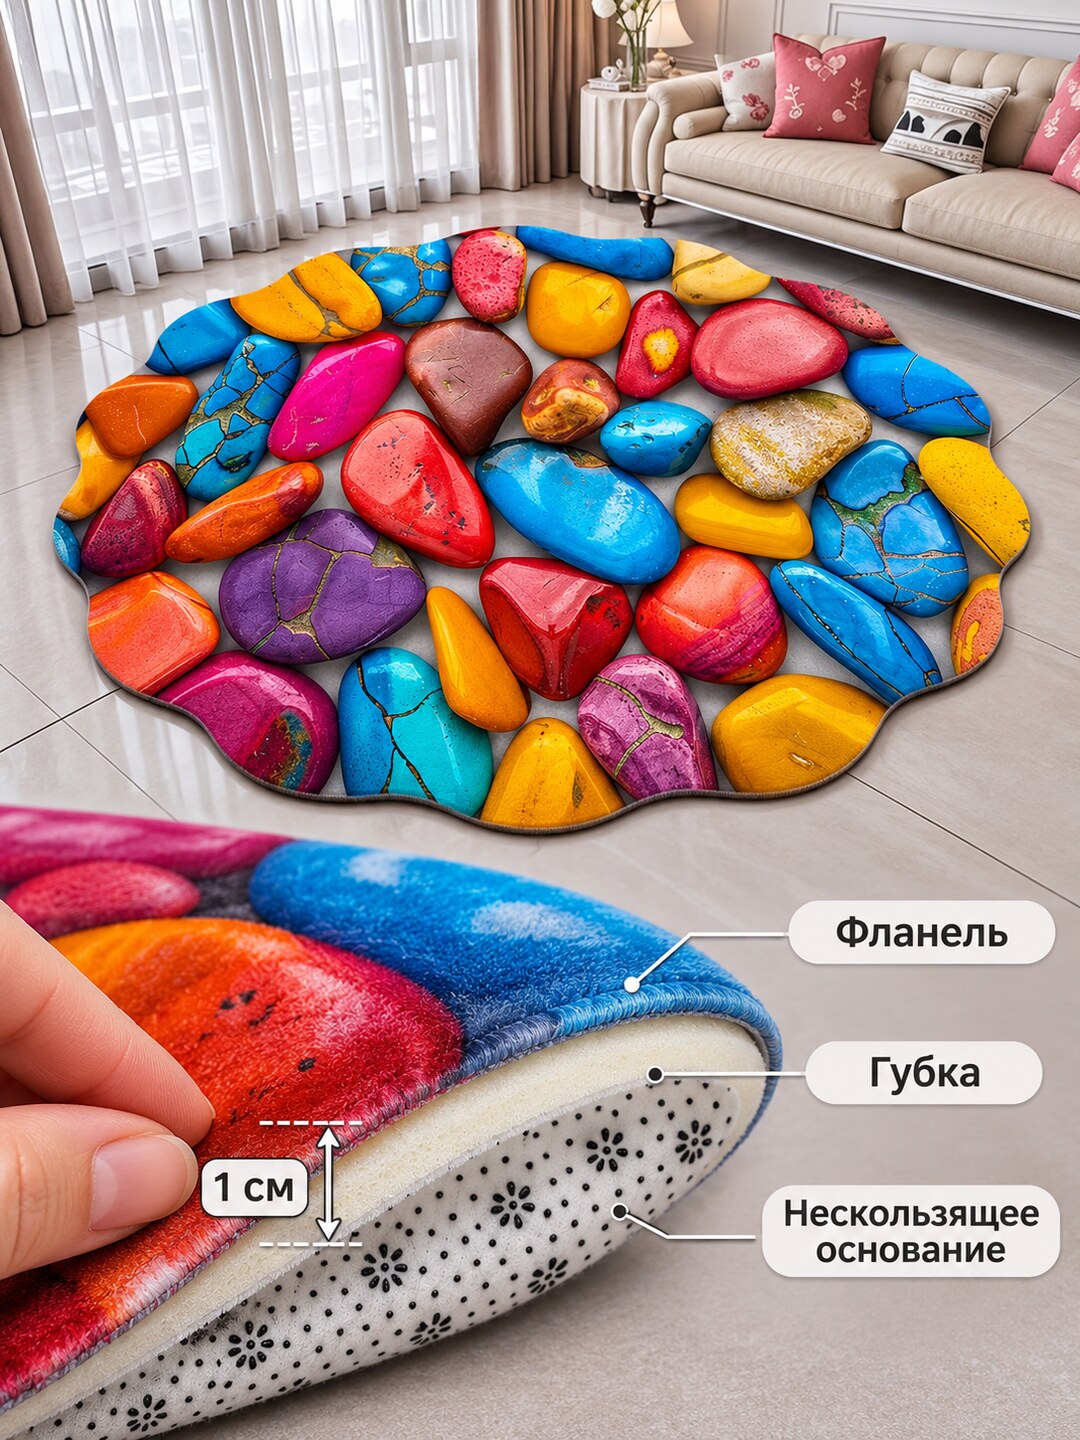 Фланель
Губка
1 см
Нескользящее
основание